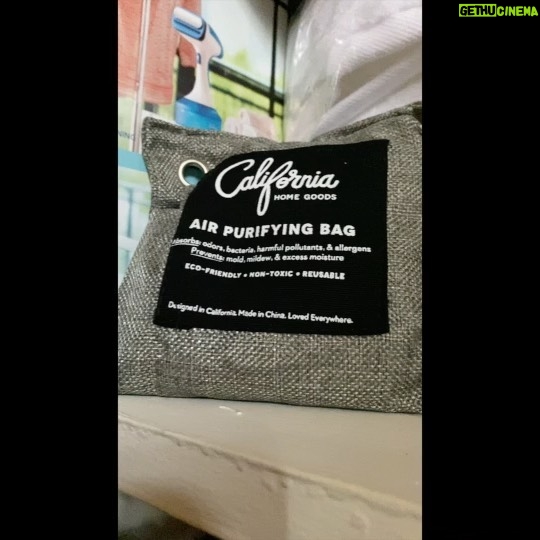 GETHUCINEMA
California
HOME GOODS
AIR PURIFYING BAG
Absorbs: odors, bacteria, harmful pollutants, & allergens
Prevents: mold, mildew, & excess moisture
ECO-FRIENDLY • NON-TOXIC • REUSABLE
Designed in California. Made in China. Loved Everywhere.